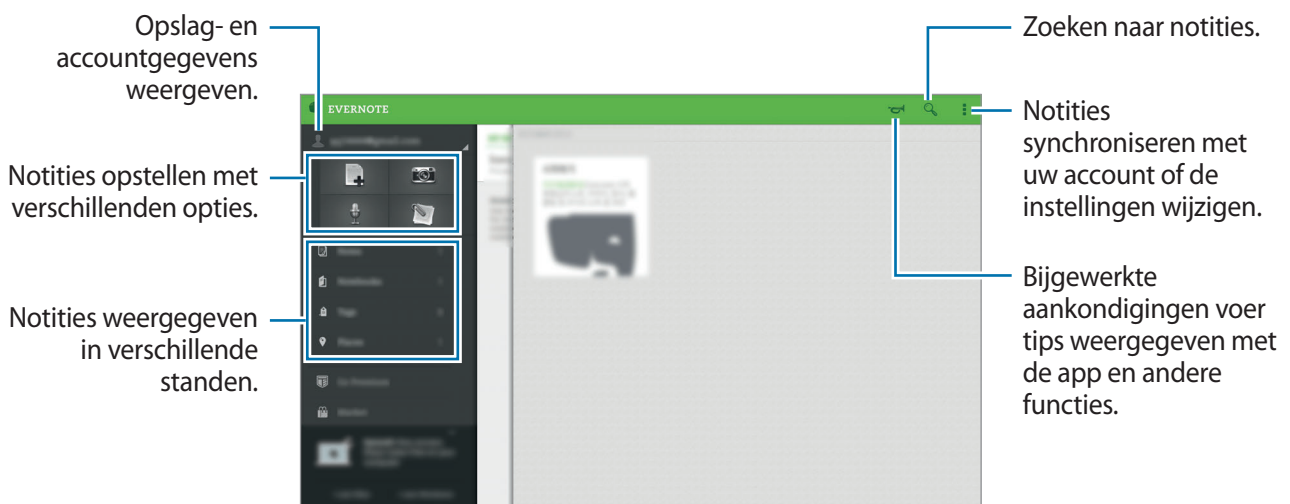 Opslag- en
accountgegevens
weergeven.
Notities opstellen met
verschillenden opties.
Notities weergegeven
in verschillende
standen.
EVERNOTE
Zoeken naar notities.
Notities
synchroniseren met
uw account of de
instellingen wijzigen.
Bijgewerkte
aankondigingen voer
tips weergegeven met
de app en andere
functies.